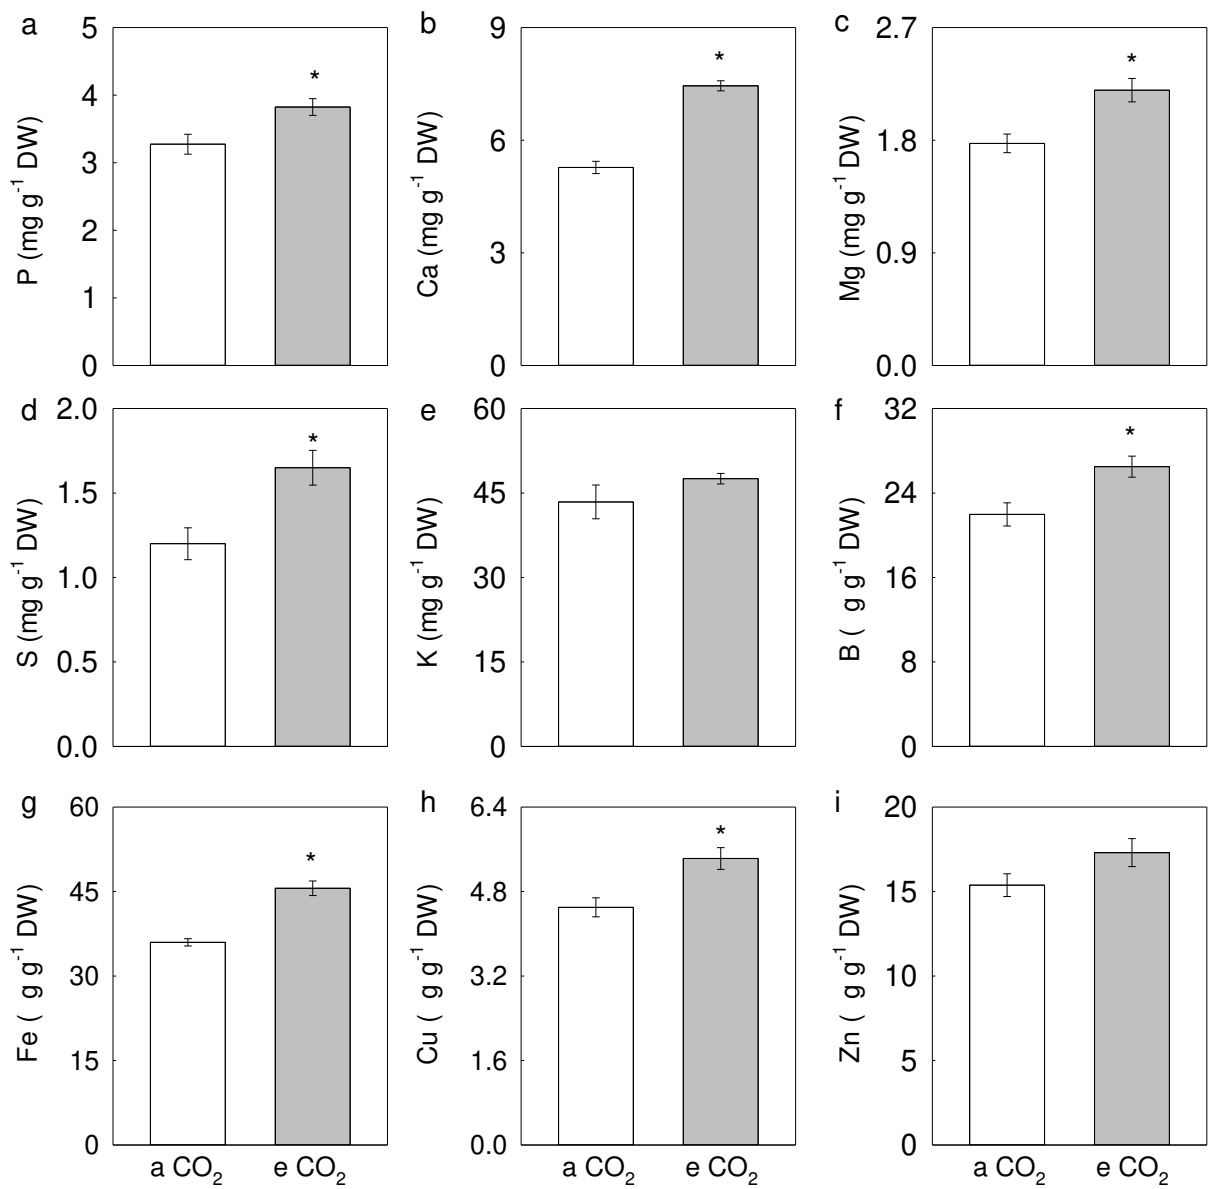 a
5
4
3
2
1
0
P (mg g⁻¹ DW)
*
b
9
6
3
0
Ca (mg g⁻¹ DW)
*
c
2.7
1.8
0.9
0.0
Mg (mg g⁻¹ DW)
*
d
2.0
1.5
1.0
0.5
0.0
S (mg g⁻¹ DW)
*
e
60
45
30
15
0
K (mg g⁻¹ DW)
f
32
24
16
8
0
B ( g g⁻¹ DW)
*
g
60
45
30
15
0
Fe ( g g⁻¹ DW)
*
a CO₂ e CO₂
h
6.4
4.8
3.2
1.6
0.0
Cu ( g g⁻¹ DW)
*
a CO₂ e CO₂
i
20
15
10
5
0
Zn ( g g⁻¹ DW)
a CO₂ e CO₂